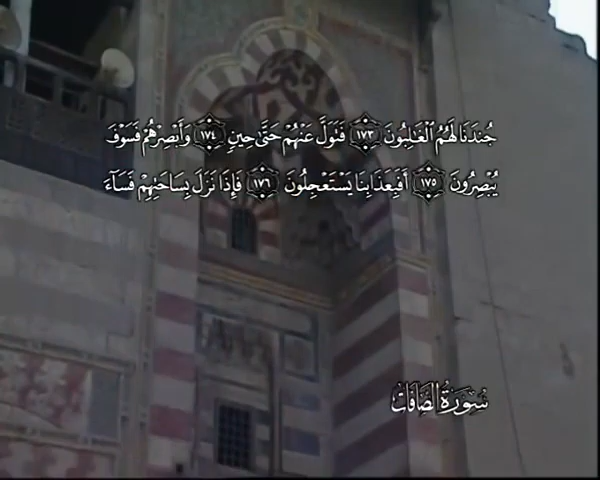 جُندَنَا لَهُمُ ٱلْغَـٰلِبُونَ ١٧٣ فَتَوَلَّ عَنْهُمْ حَتَّىٰ حِينٍ ١٧٤ وَأَبْصِرْهُمْ فَسَوْفَ
يُبْصِرُونَ ١٧٥ أَفَبِعَذَابِنَا يَسْتَعْجِلُونَ ١٧٦ فَإِذَا نَزَلَ بِسَاحَتِهِمْ فَسَآءَ
سُورَةُ الصَّافَّاتِ